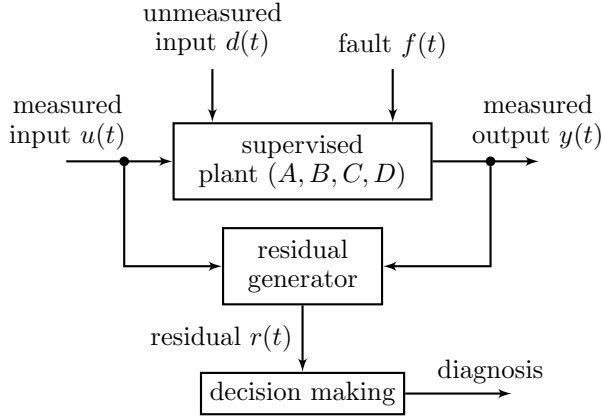 unmeasured
input d(t)
fault f(t)
measured
input u(t)
supervised
plant (A, B, C, D)
measured
output y(t)
residual
generator
residual r(t)
decision making
diagnosis